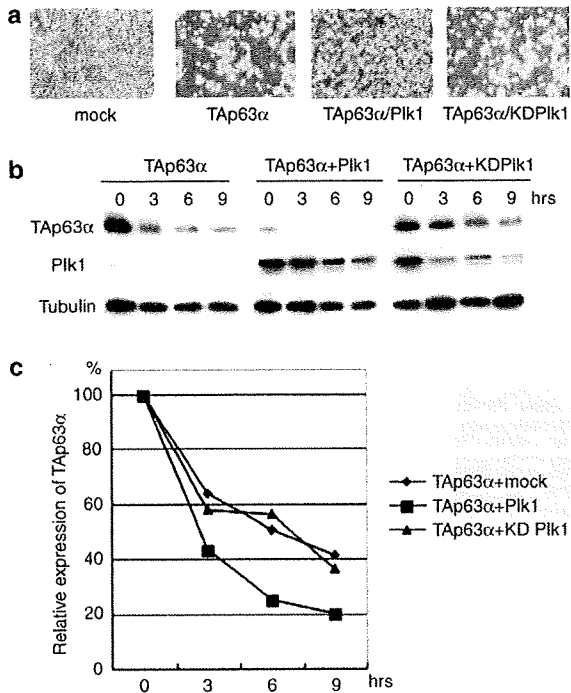 a
mock
TAp63α
TAp63α/Plk1
TAp63α/KDPlk1
b
TAp63α
TAp63α+Plk1
TAp63α+KDPlk1
0 3 6 9
0 3 6 9
0 3 6 9 hrs
TAp63α
Plk1
Tubulin
c
%
100
80
60
40
20
0
Relative expression of TAp63α
0 3 6 9 hrs
TAp63α+mock
TAp63α+Plk1
TAp63α+KD Plk1